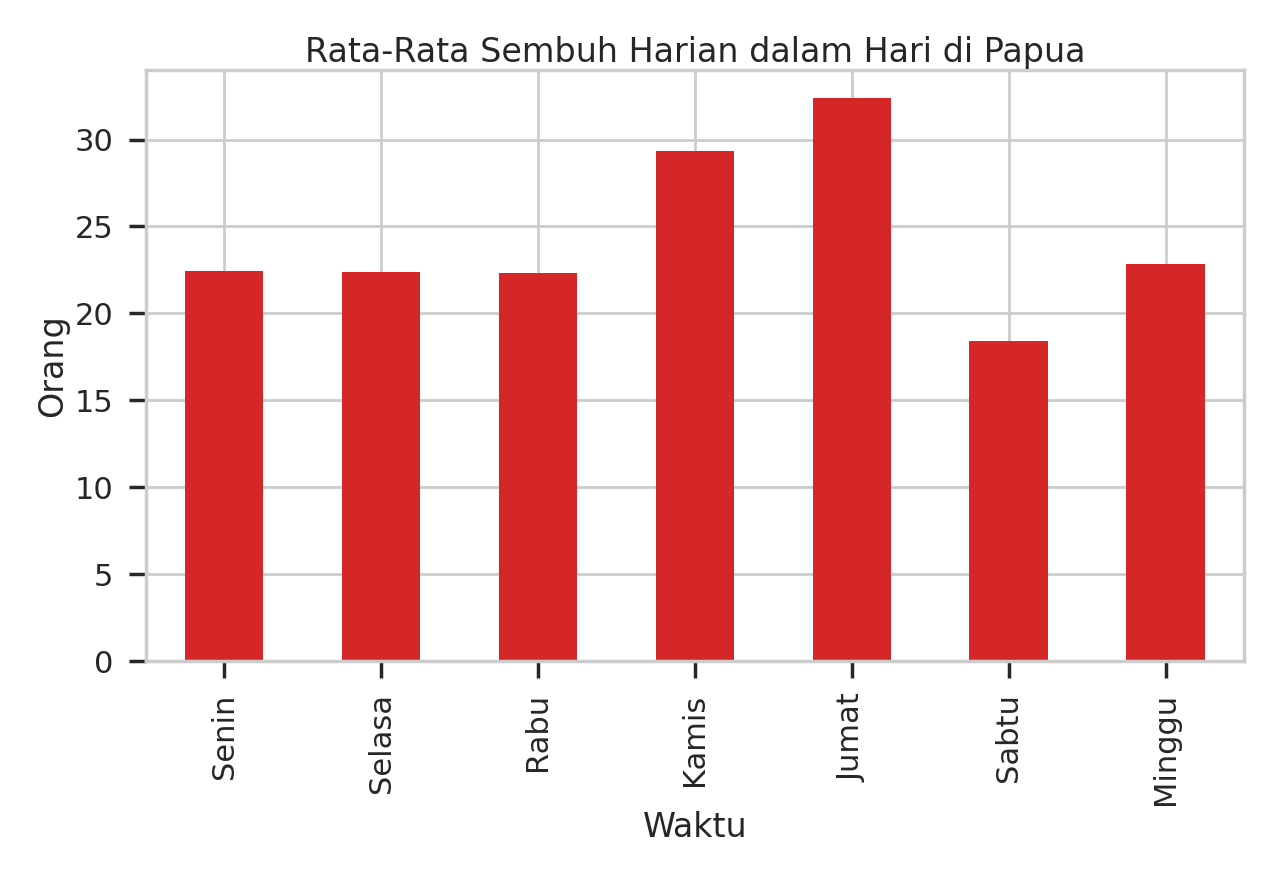 Rata-Rata Sembuh Harian dalam Hari di Papua
Orang
30
25
20
15
10
5
0
Senin
Selasa
Rabu
Kamis
Jumat
Sabtu
Minggu
Waktu